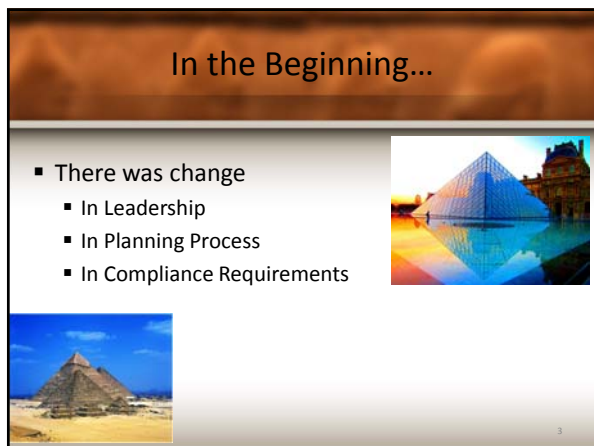 In the Beginning…
▪ There was change
▪ In Leadership
▪ In Planning Process
▪ In Compliance Requirements
3